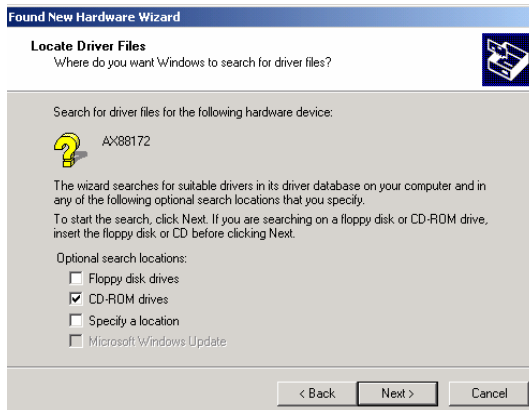 Found New Hardware Wizard
Locate Driver Files
Where do you want Windows to search for driver files?
Search for driver files for the following hardware device:
AX88172
The wizard searches for suitable drivers in its driver database on your computer and in
any of the following optional search locations that you specify.
To start the search, click Next. If you are searching on a floppy disk or CD-ROM drive,
insert the floppy disk or CD before clicking Next.
Optional search locations:
Floppy disk drives
CD-ROM drives
Specify a location
Microsoft Windows Update
< Back Next > Cancel